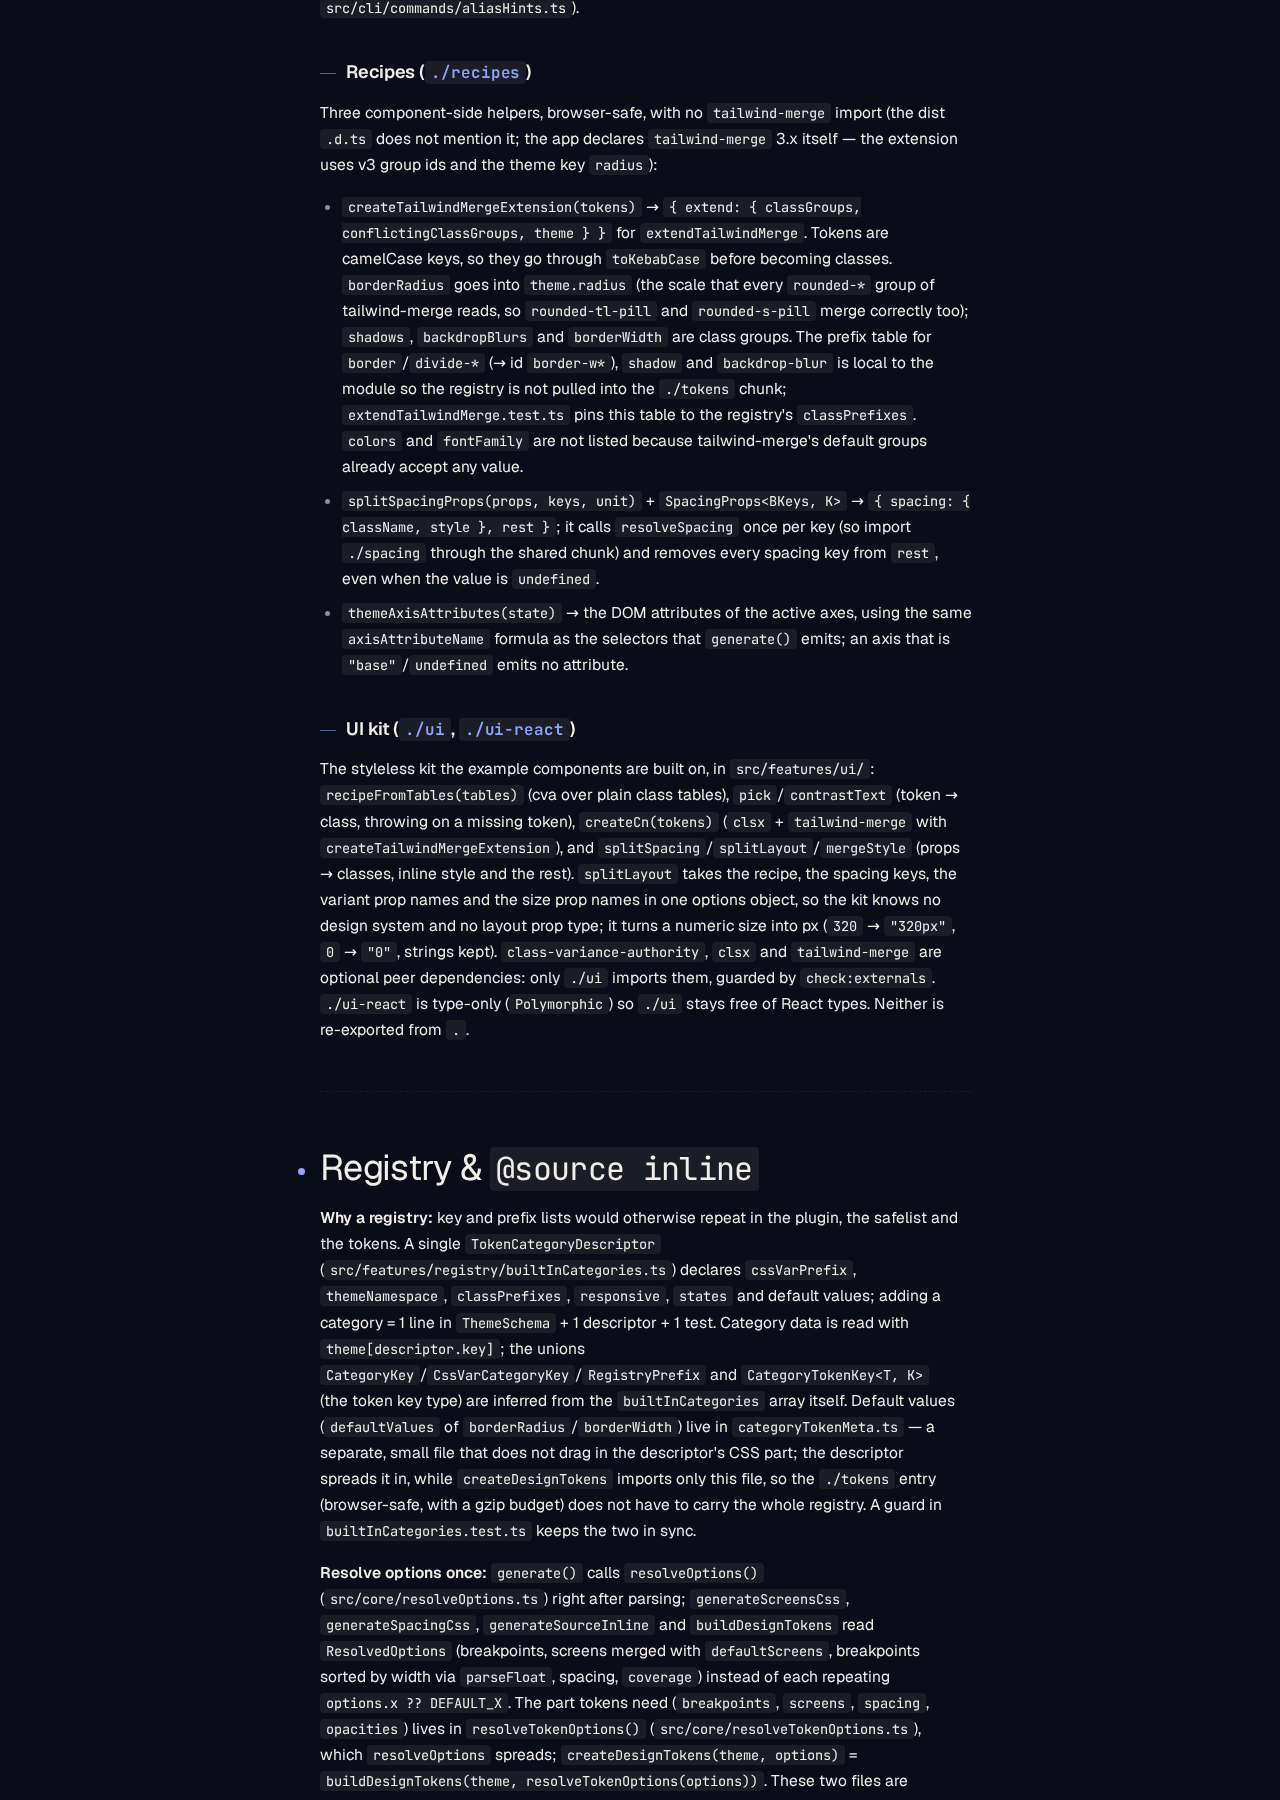 src/cli/commands/aliasHints.ts).
— Recipes (./recipes)
Three component-side helpers, browser-safe, with no tailwind-merge import (the dist
.d.ts does not mention it; the app declares tailwind-merge 3.x itself — the extension
uses v3 group ids and the theme key radius):
• createTailwindMergeExtension(tokens) → { extend: { classGroups,
conflictingClassGroups, theme } } for extendTailwindMerge. Tokens are
camelCase keys, so they go through toKebabCase before becoming classes.
borderRadius goes into theme.radius (the scale that every rounded-* group of
tailwind-merge reads, so rounded-tl-pill and rounded-s-pill merge correctly too);
shadows, backdropBlurs and borderWidth are class groups. The prefix table for
border/divide-* (→ id border-w*), shadow and backdrop-blur is local to the
module so the registry is not pulled into the ./tokens chunk;
extendTailwindMerge.test.ts pins this table to the registry's classPrefixes.
colors and fontFamily are not listed because tailwind-merge's default groups
already accept any value.
• splitSpacingProps(props, keys, unit) + SpacingProps<BKeys, K> → { spacing: {
className, style }, rest }; it calls resolveSpacing once per key (so import
./spacing through the shared chunk) and removes every spacing key from rest,
even when the value is undefined.
• themeAxisAttributes(state) → the DOM attributes of the active axes, using the same
axisAttributeName formula as the selectors that generate() emits; an axis that is
"base"/undefined emits no attribute.
— UI kit (./ui, ./ui-react)
The styleless kit the example components are built on, in src/features/ui/:
recipeFromTables(tables) (cva over plain class tables), pick/contrastText (token →
class, throwing on a missing token), createCn(tokens) (clsx + tailwind-merge with
createTailwindMergeExtension), and splitSpacing/splitLayout/mergeStyle (props
→ classes, inline style and the rest). splitLayout takes the recipe, the spacing keys, the
variant prop names and the size prop names in one options object, so the kit knows no
design system and no layout prop type; it turns a numeric size into px (320 → "320px",
0 → "0", strings kept). class-variance-authority, clsx and tailwind-merge are
optional peer dependencies: only ./ui imports them, guarded by check:externals.
./ui-react is type-only (Polymorphic) so ./ui stays free of React types. Neither is
re-exported from ..
• Registry & @source inline
Why a registry: key and prefix lists would otherwise repeat in the plugin, the safelist and
the tokens. A single TokenCategoryDescriptor
(src/features/registry/builtInCategories.ts) declares cssVarPrefix,
themeNamespace, classPrefixes, responsive, states and default values; adding a
category = 1 line in ThemeSchema + 1 descriptor + 1 test. Category data is read with
theme[descriptor.key]; the unions
CategoryKey/CssVarCategoryKey/RegistryPrefix and CategoryTokenKey<T, K>
(the token key type) are inferred from the builtInCategories array itself. Default values
(defaultValues of borderRadius/borderWidth) live in categoryTokenMeta.ts — a
separate, small file that does not drag in the descriptor's CSS part; the descriptor
spreads it in, while createDesignTokens imports only this file, so the ./tokens entry
(browser-safe, with a gzip budget) does not have to carry the whole registry. A guard in
builtInCategories.test.ts keeps the two in sync.
Resolve options once: generate() calls resolveOptions()
(src/core/resolveOptions.ts) right after parsing; generateScreensCss,
generateSpacingCss, generateSourceInline and buildDesignTokens read
ResolvedOptions (breakpoints, screens merged with defaultScreens, breakpoints
sorted by width via parseFloat, spacing, coverage) instead of each repeating
options.x ?? DEFAULT_X. The part tokens need (breakpoints, screens, spacing,
opacities) lives in resolveTokenOptions() (src/core/resolveTokenOptions.ts),
which resolveOptions spreads; createDesignTokens(theme, options) =
buildDesignTokens(theme, resolveTokenOptions(options)). These two files are